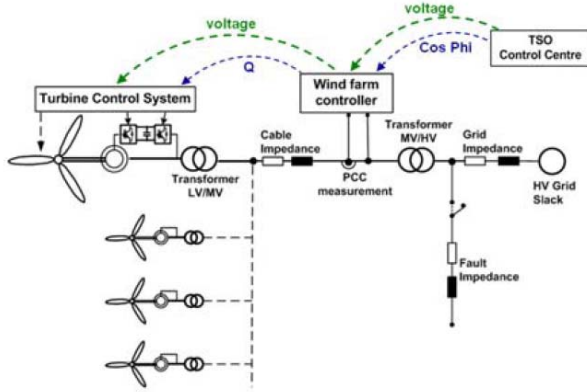 voltage
voltage
TSO
Control Centre
Cos Phi
Q
Wind farm
controller
Turbine Control System
Cable
Impedance
Transformer
MV/HV
Grid
Impedance
Transformer
LV/MV
PCC
measurement
HV Grid
Slack
Fault
Impedance